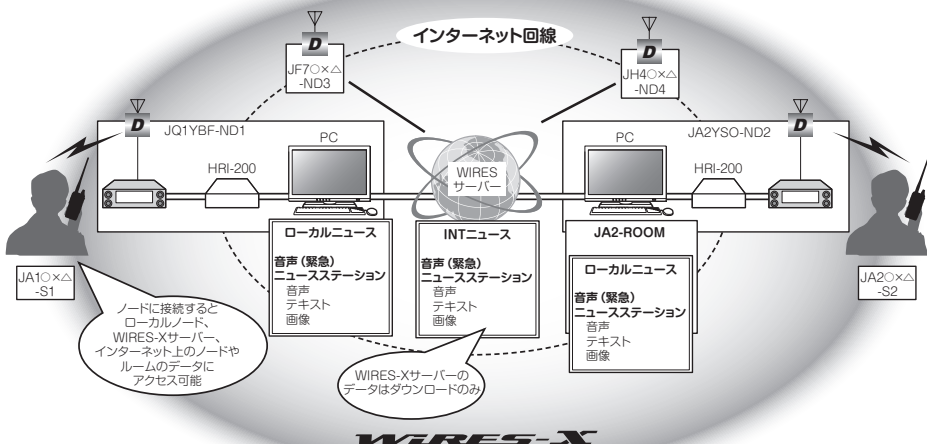 インターネット回線
D
JF7○×△
-ND3
D
JH4○×△
-ND4
D
JQ1YBF-ND1
PC
HRI-200
WIRES
サーバー
JA2YSO-ND2
D
PC
HRI-200
JA1○×△
-S1
JA2○×△
-S2
ローカルニュース
音声（緊急）
ニュースステーション
音声
テキスト
画像
INTニュース
音声（緊急）
ニュースステーション
音声
テキスト
画像
JA2-ROOM
ローカルニュース
音声（緊急）
ニュースステーション
音声
テキスト
画像
ノードに接続すると
ローカルノード、
WIRES-Xサーバー、
インターネット上のノードや
ルームのデータに
アクセス可能
WIRES-Xサーバーの
データはダウンロードのみ
WIRES-X